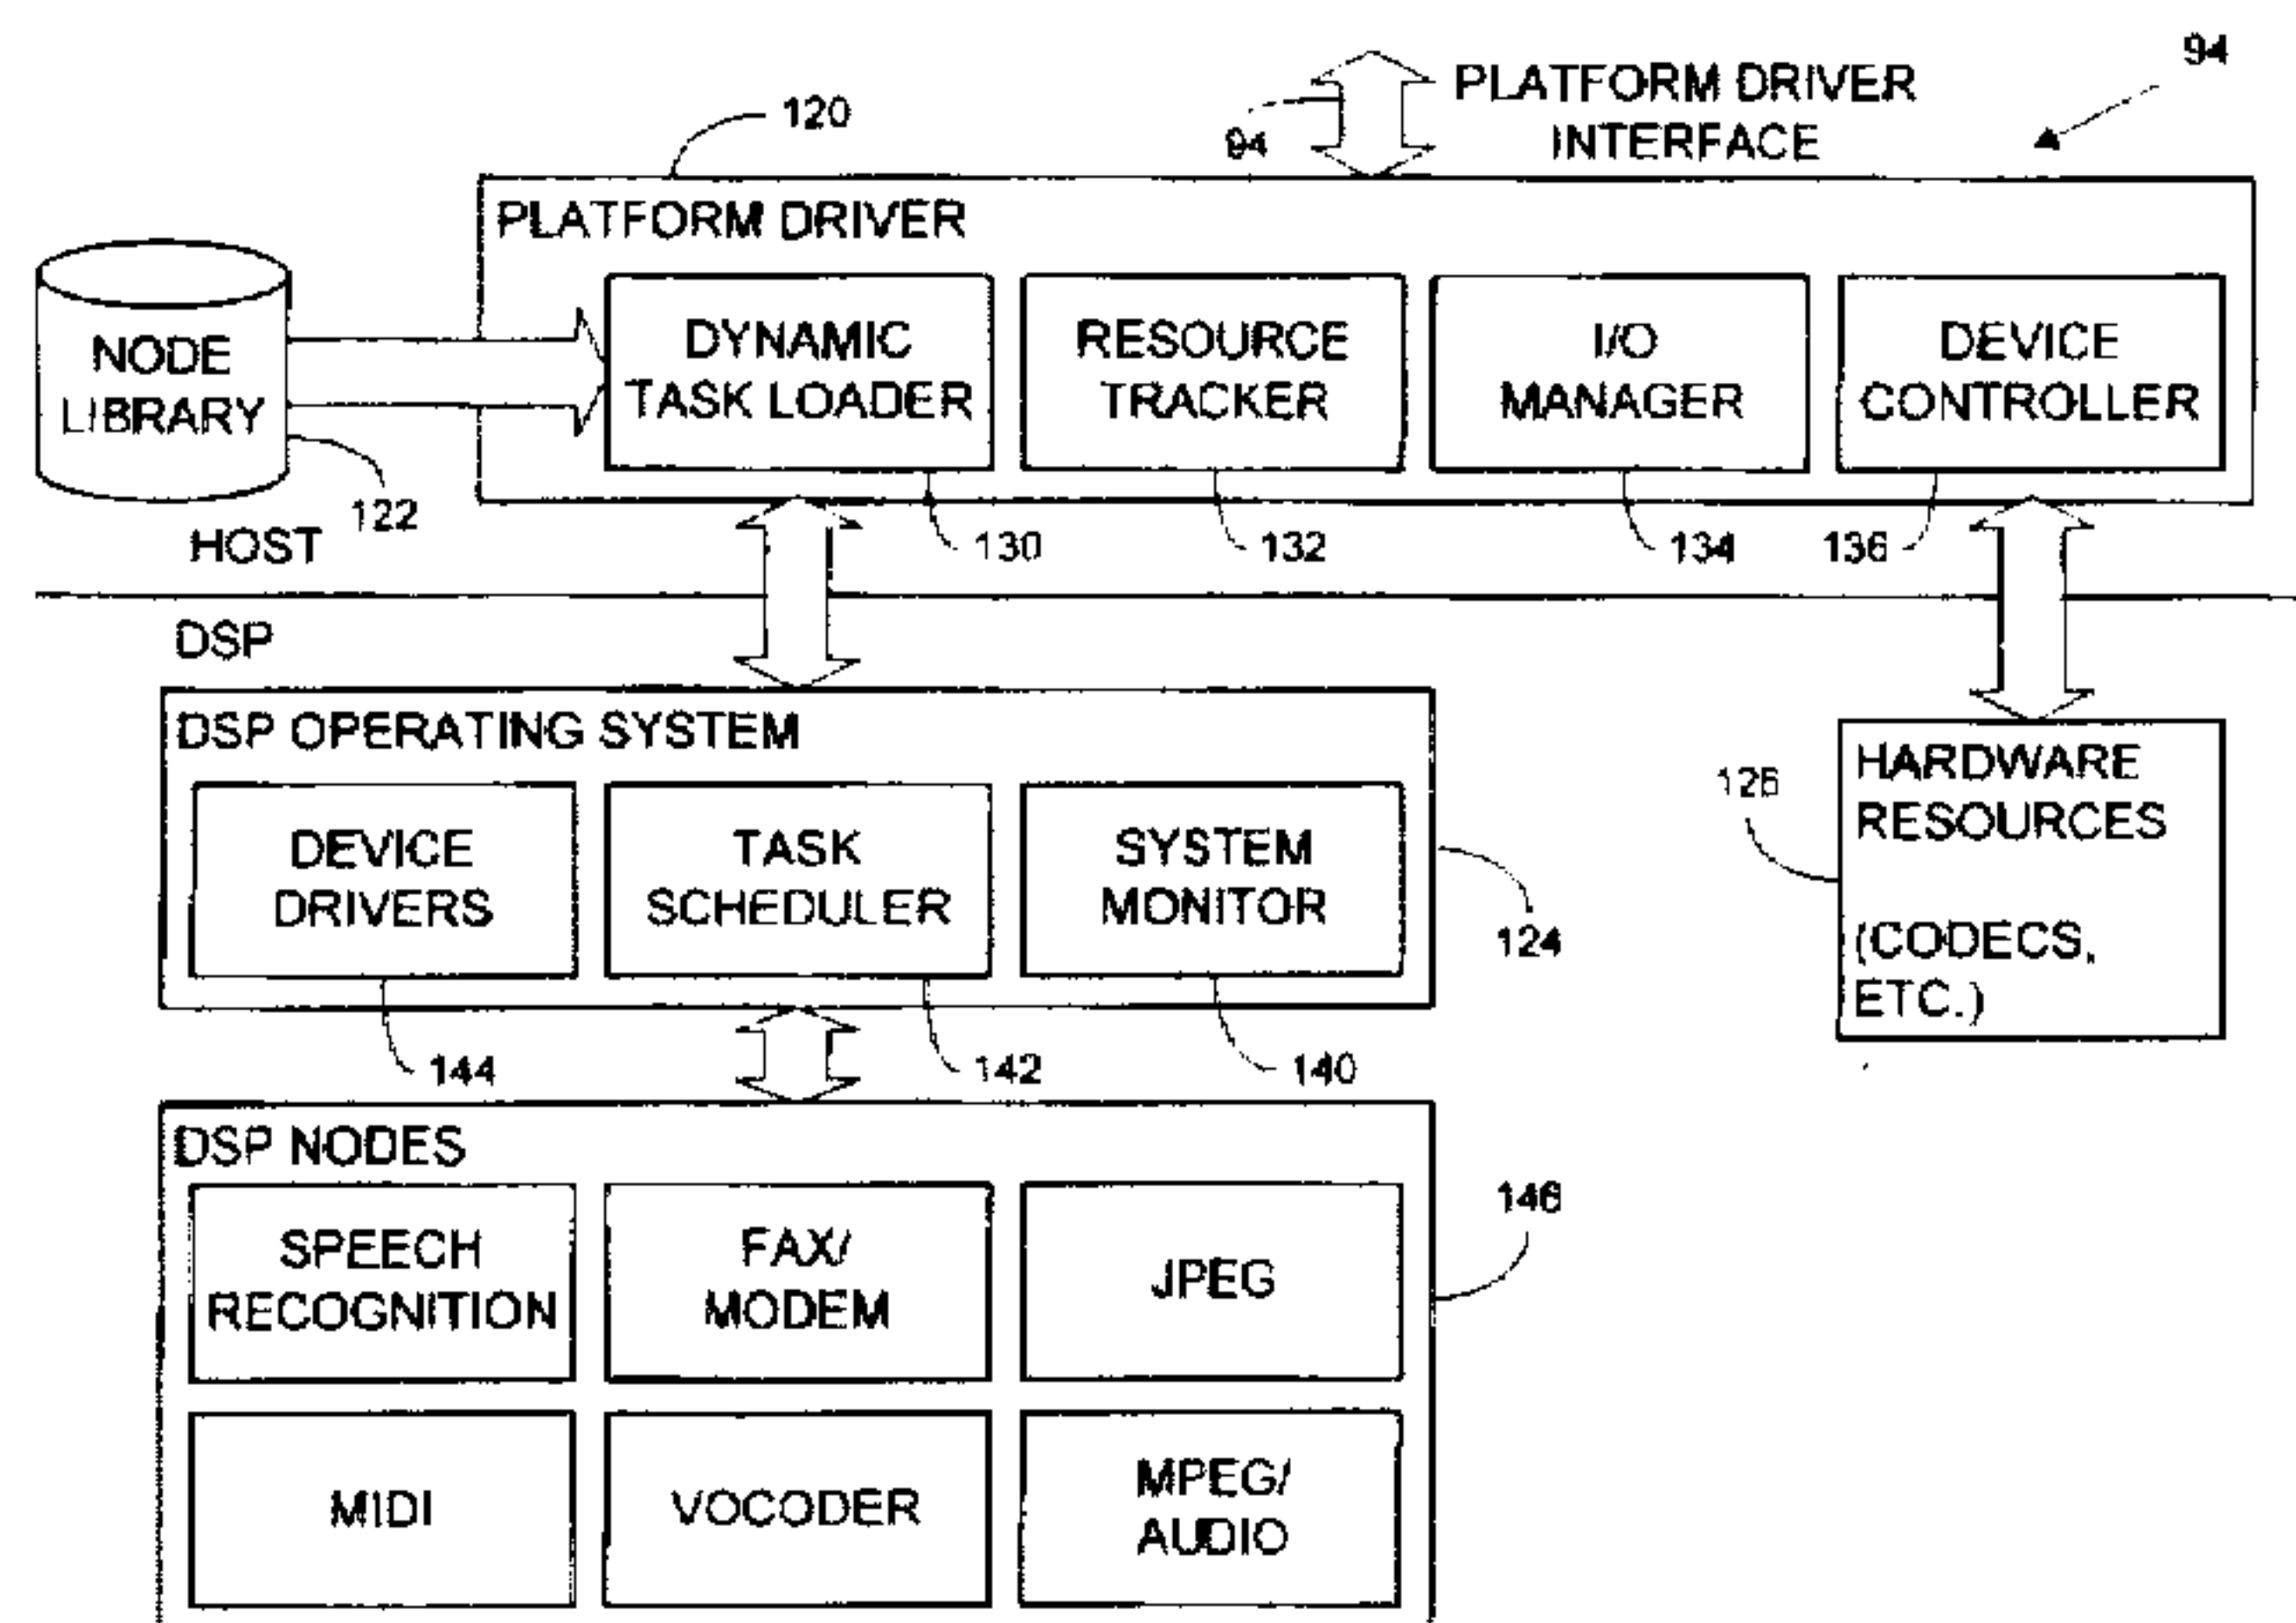 94
PLATFORM DRIVER
INTERFACE
94
120
PLATFORM DRIVER
NODE
LIBRARY
DYNAMIC
TASK LOADER
RESOURCE
TRACKER
I/O
MANAGER
DEVICE
CONTROLLER
122
HOST
130
132
134
136
DSP
DSP OPERATING SYSTEM
DEVICE
DRIVERS
TASK
SCHEDULER
SYSTEM
MONITOR
126
HARDWARE
RESOURCES
(CODECS,
ETC.)
124
144
142
140
DSP NODES
SPEECH
RECOGNITION
FAX/
MODEM
JPEG
146
MIDI
VOCODER
MPEG/
AUDIO